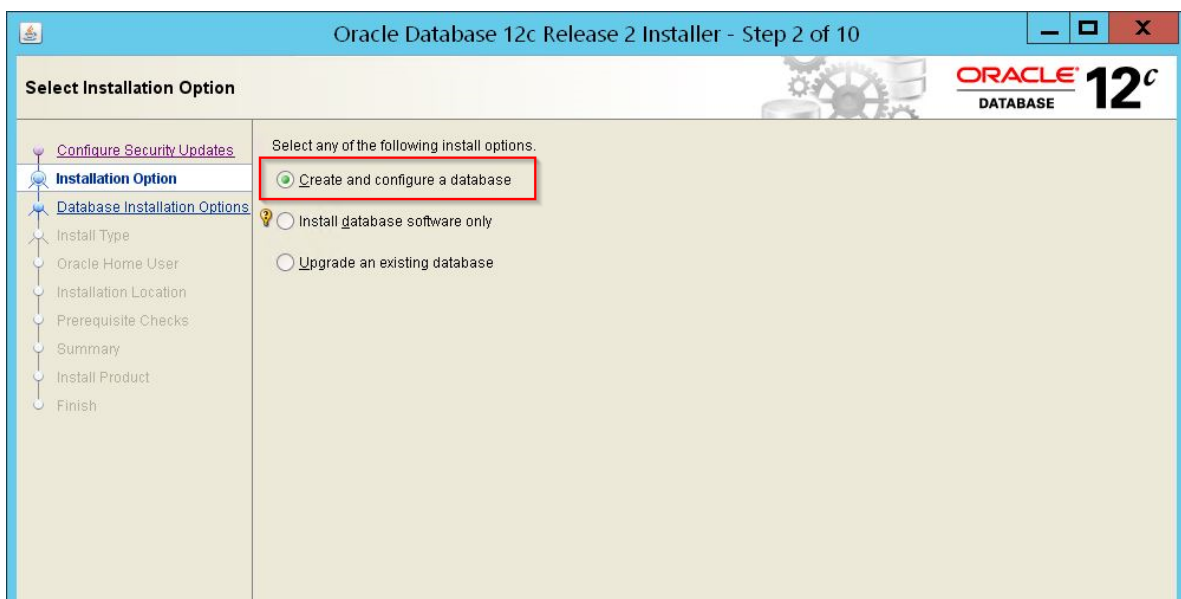 Oracle Database 12c Release 2 Installer - Step 2 of 10
Select Installation Option
ORACLE
DATABASE
12c
Configure Security Updates
Installation Option
Database Installation Options
Install Type
Oracle Home User
Installation Location
Prerequisite Checks
Summary
Install Product
Finish
Select any of the following install options.
Create and configure a database
Install database software only
Upgrade an existing database